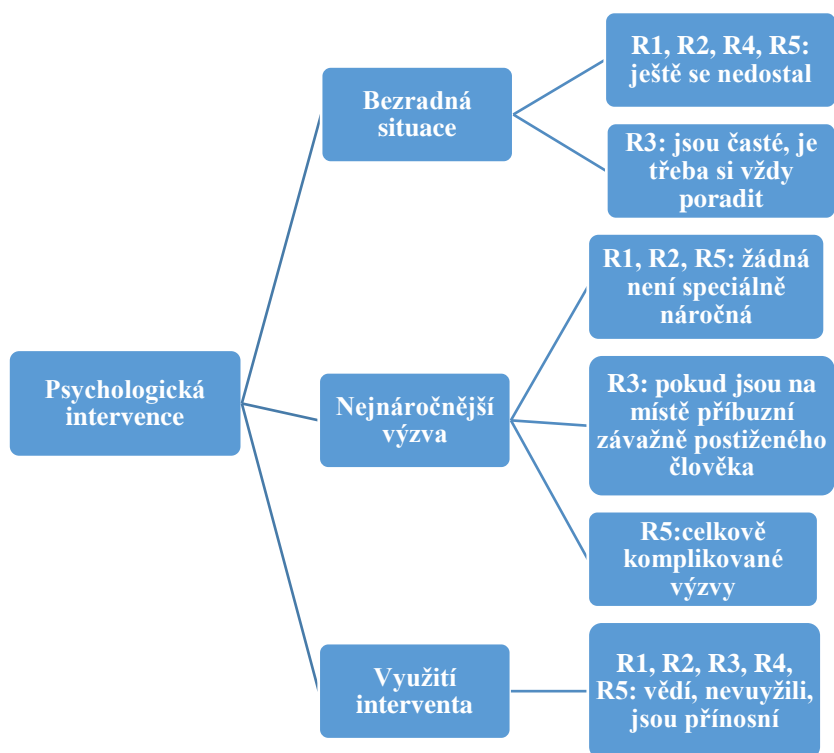 Psychologická
intervence
Bezradná
situace
R1, R2, R4, R5:
ještě se nedostal
R3: jsou časté, je
třeba si vždy
poradit
Nejnáročnější
výzva
R1, R2, R5: žádná
není speciálně
náročná
R3: pokud jsou na
místě příbuzní
závažně postiženého
člověka
R5:celkově
komplikované
výzvy
Využití
interventa
R1, R2, R3, R4,
R5: vědí, nevuyžili,
jsou přínosní